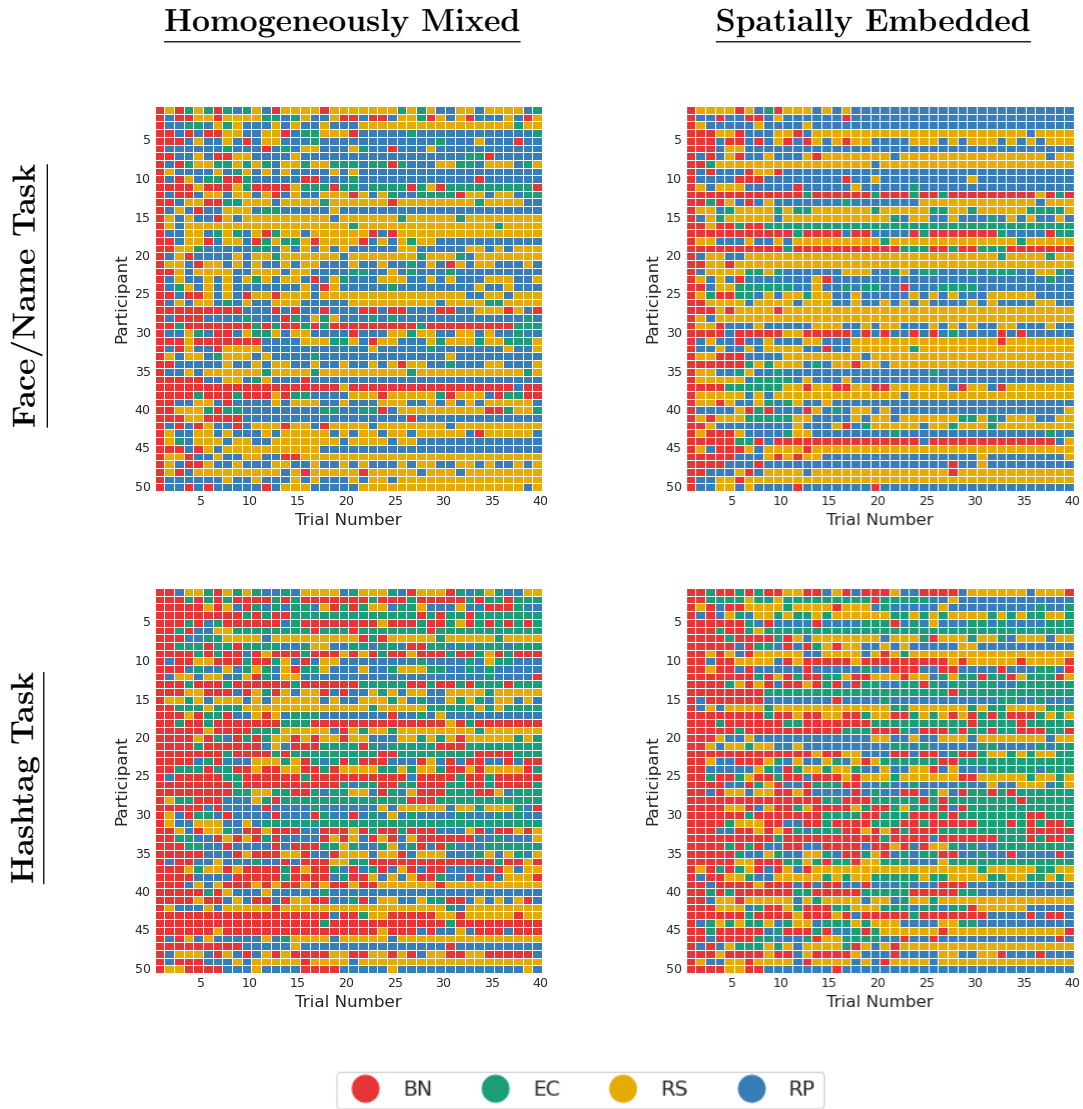 Homogeneously Mixed
Spatially Embedded
Face/Name Task
Participant
5
10
15
20
25
30
35
40
45
50
5 10 15 20 25 30 35 40
Trial Number
Participant
5
10
15
20
25
30
35
40
45
50
5 10 15 20 25 30 35 40
Trial Number
Hashtag Task
Participant
5
10
15
20
25
30
35
40
45
50
5 10 15 20 25 30 35 40
Trial Number
Participant
5
10
15
20
25
30
35
40
45
50
5 10 15 20 25 30 35 40
Trial Number
BN EC RS RP